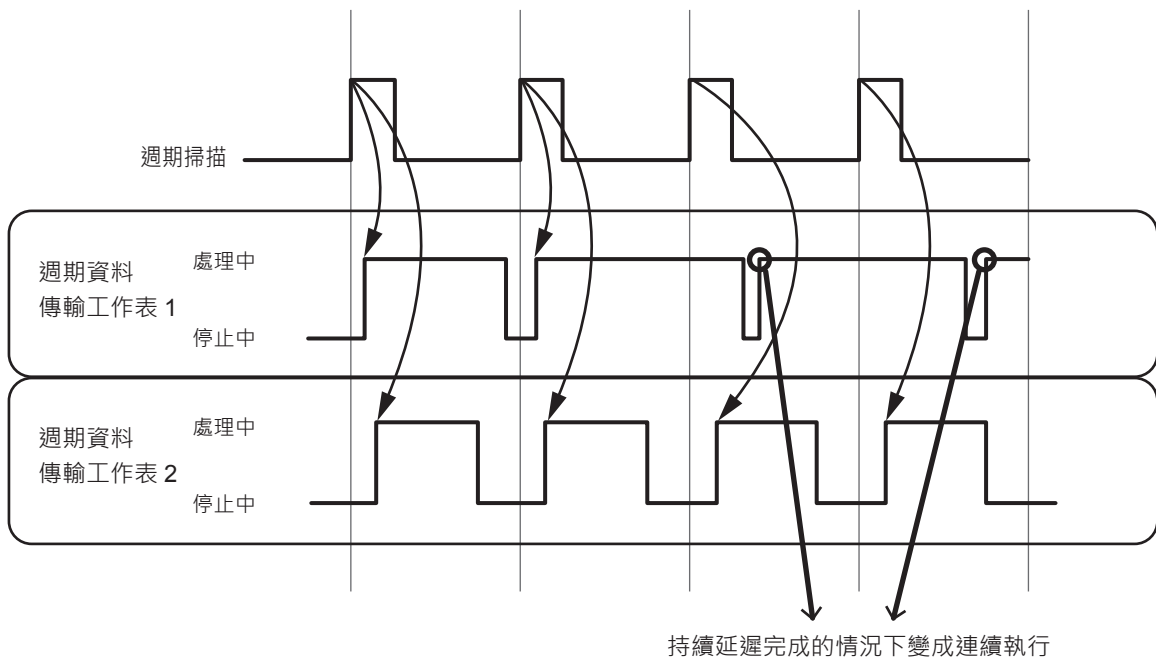 週期掃描
週期資料
傳輸工作表 1
處理中
停止中
週期資料
傳輸工作表 2
處理中
停止中
持續延遲完成的情況下變成連續執行